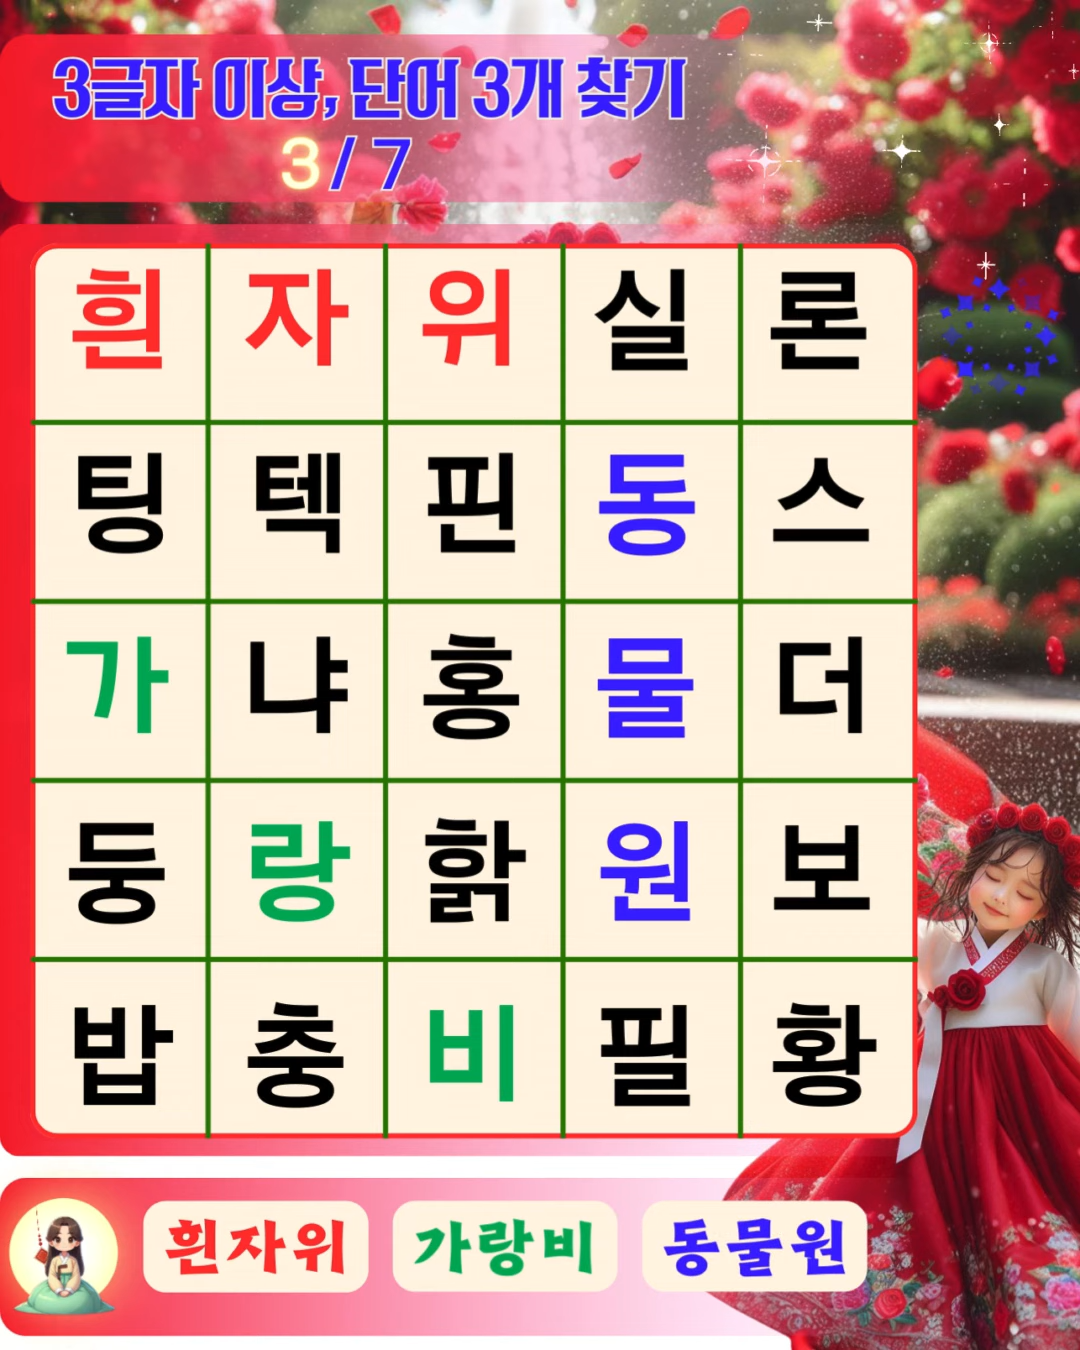 3글자 이상, 단어 3개 찾기
3 / 7
흰 자 위 실 론
팅 텍 핀 동 스
가 냐 홍 물 더
둥 랑 핡 원 보
밥 충 비 필 황
흰자위 가랑비 동물원